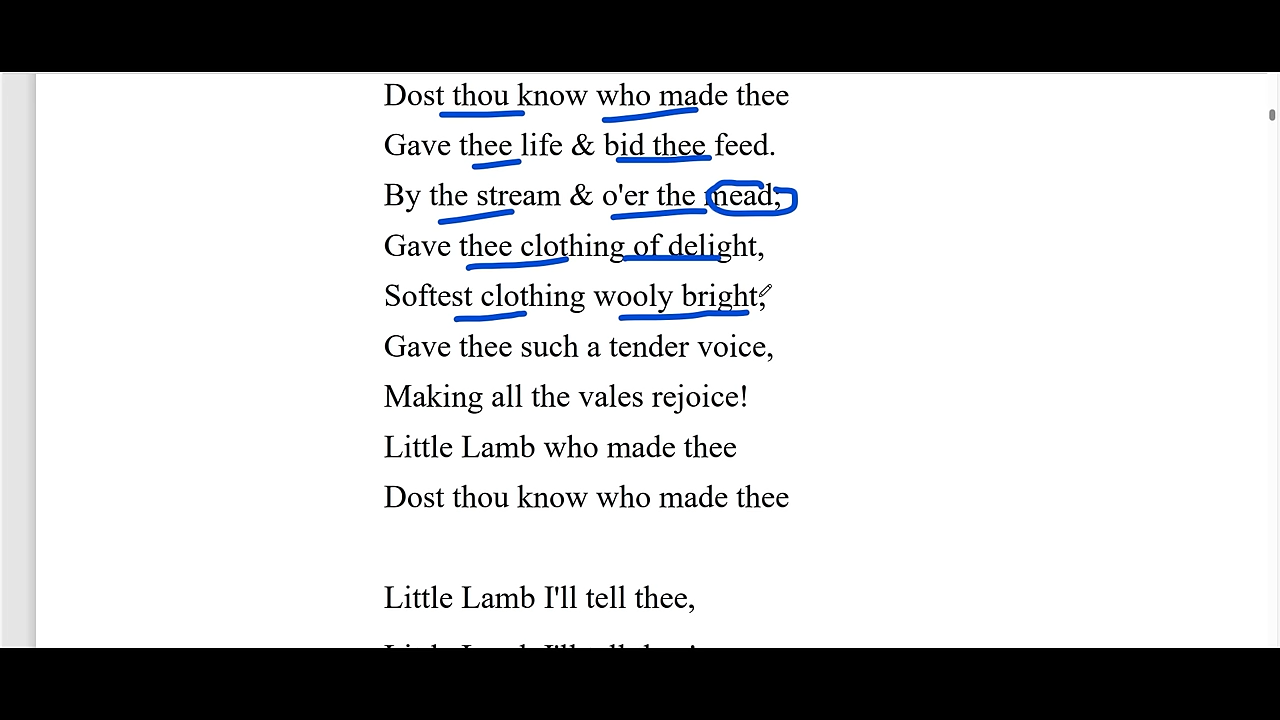 Dost thou know who made thee
Gave thee life & bid thee feed.
By the stream & o'er the mead;
Gave thee clothing of delight,
Softest clothing wooly bright;
Gave thee such a tender voice,
Making all the vales rejoice!
Little Lamb who made thee
Dost thou know who made thee
Little Lamb I'll tell thee,